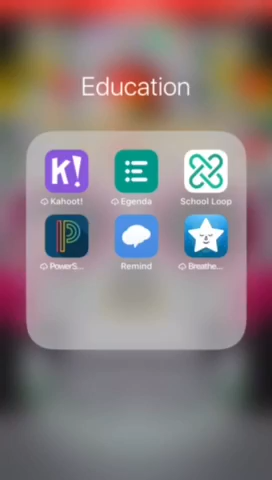 Education
K!
Kahoot! Egenda School Loop
P
PowerS... Remind Breathe...